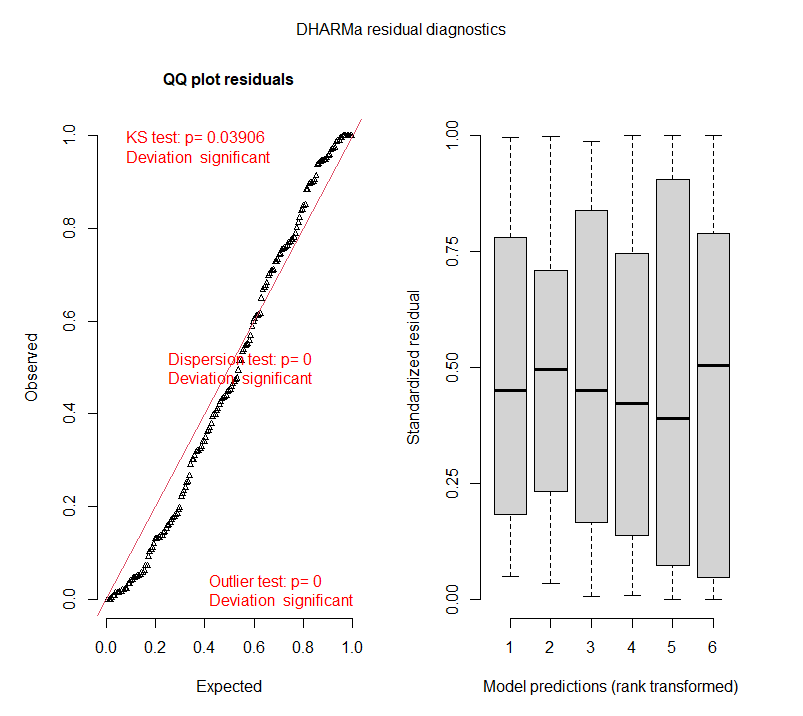 DHARMa residual diagnostics
QQ plot residuals
KS test: p= 0.03906
Deviation  significant
Dispersion test: p= 0
Deviation  significant
Outlier test: p= 0
Deviation  significant
Observed
0.0
0.2
0.4
0.6
0.8
1.0
0.0 0.2 0.4 0.6 0.8 1.0
Expected
Standardized residual
0.00
0.25
0.50
0.75
1.00
1 2 3 4 5 6
Model predictions (rank transformed)